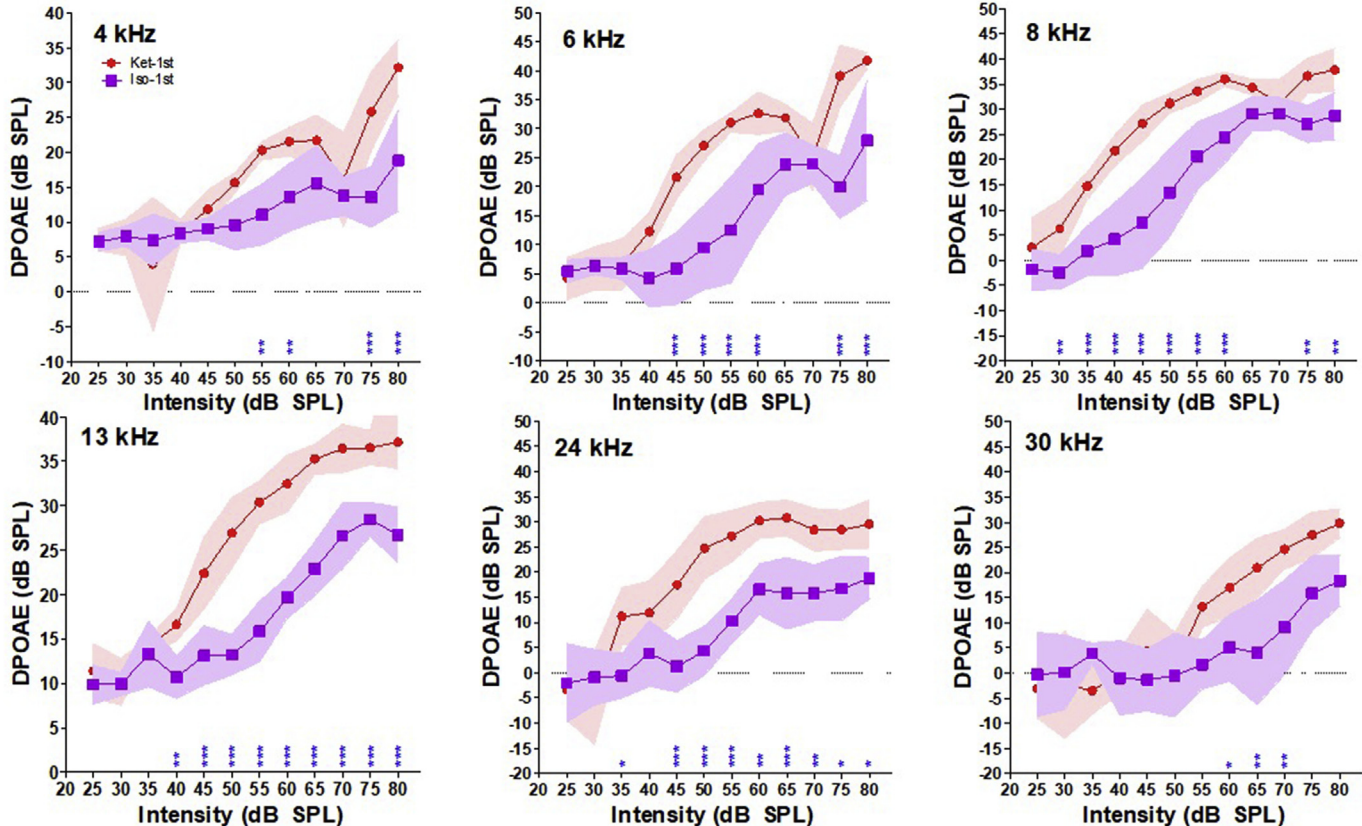 4 kHz
Ket-1st
Iso-1st
DPOAE (dB SPL)
40
35
30
25
20
15
10
5
0
-5
-10
** ** *** ***
20 25 30 35 40 45 50 55 60 65 70 75 80
Intensity (dB SPL)
6 kHz
DPOAE (dB SPL)
50
45
40
35
30
25
20
15
10
5
0
-5
-10
*** *** *** *** *** ***
20 25 30 35 40 45 50 55 60 65 70 75 80
Intensity (dB SPL)
8 kHz
DPOAE (dB SPL)
50
45
40
35
30
25
20
15
10
5
0
-5
-10
-15
-20
** *** *** *** *** *** *** ** **
20 25 30 35 40 45 50 55 60 65 70 75 80
Intensity (dB SPL)
13 kHz
DPOAE (dB SPL)
40
35
30
25
20
15
10
5
0
** *** *** *** *** *** *** *** ***
20 25 30 35 40 45 50 55 60 65 70 75 80
Intensity (dB SPL)
24 kHz
DPOAE (dB SPL)
50
45
40
35
30
25
20
15
10
5
0
-5
-10
-15
-20
* *** *** *** ** *** ** * *
20 25 30 35 40 45 50 55 60 65 70 75 80
Intensity (dB SPL)
30 kHz
DPOAE (dB SPL)
50
45
40
35
30
25
20
15
10
5
0
-5
-10
-15
-20
* ** **
20 25 30 35 40 45 50 55 60 65 70 75 80
Intensity (dB SPL)